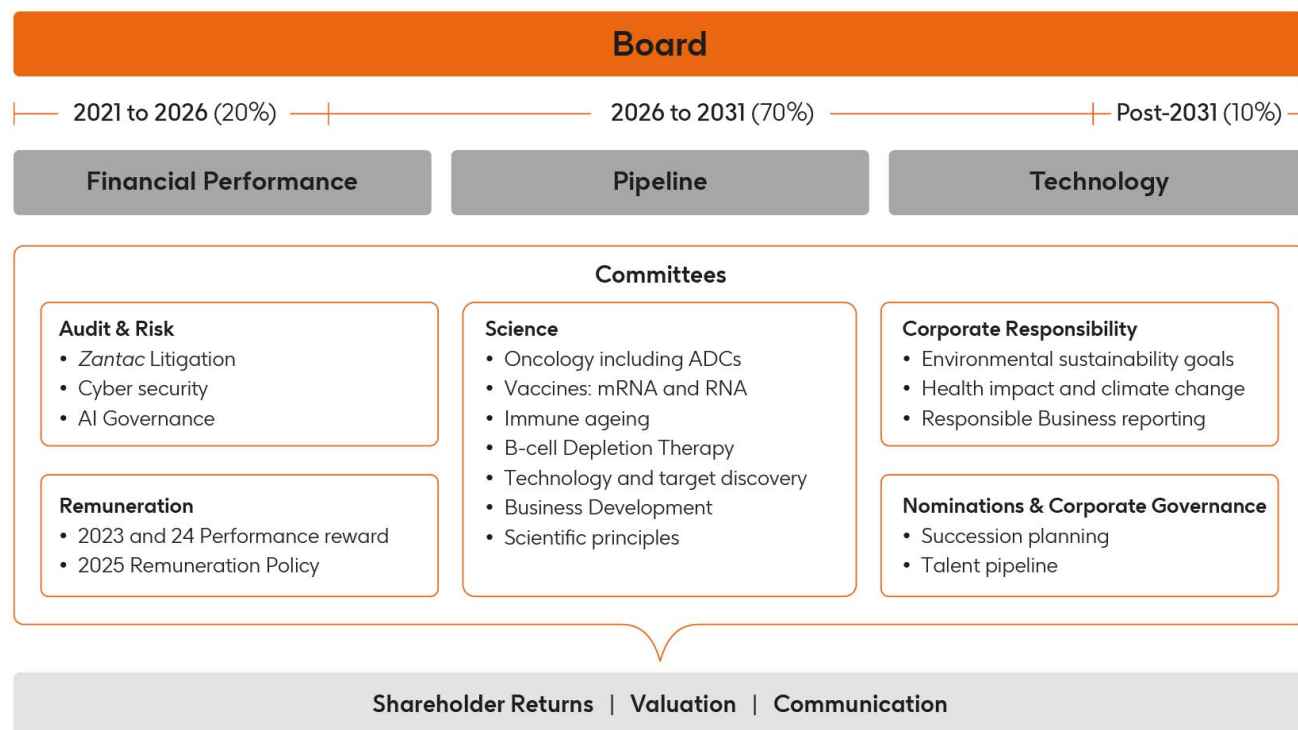 Board
2021 to 2026 (20%)
2026 to 2031 (70%)
Post-2031 (10%)
Financial Performance
Pipeline
Technology
Committees
Audit & Risk
• Zantac Litigation
• Cyber security
• AI Governance
Remuneration
• 2023 and 24 Performance reward
• 2025 Remuneration Policy
Science
• Oncology including ADCs
• Vaccines: mRNA and RNA
• Immune ageing
• B-cell Depletion Therapy
• Technology and target discovery
• Business Development
• Scientific principles
Corporate Responsibility
• Environmental sustainability goals
• Health impact and climate change
• Responsible Business reporting
Nominations & Corporate Governance
• Succession planning
• Talent pipeline
Shareholder Returns | Valuation | Communication